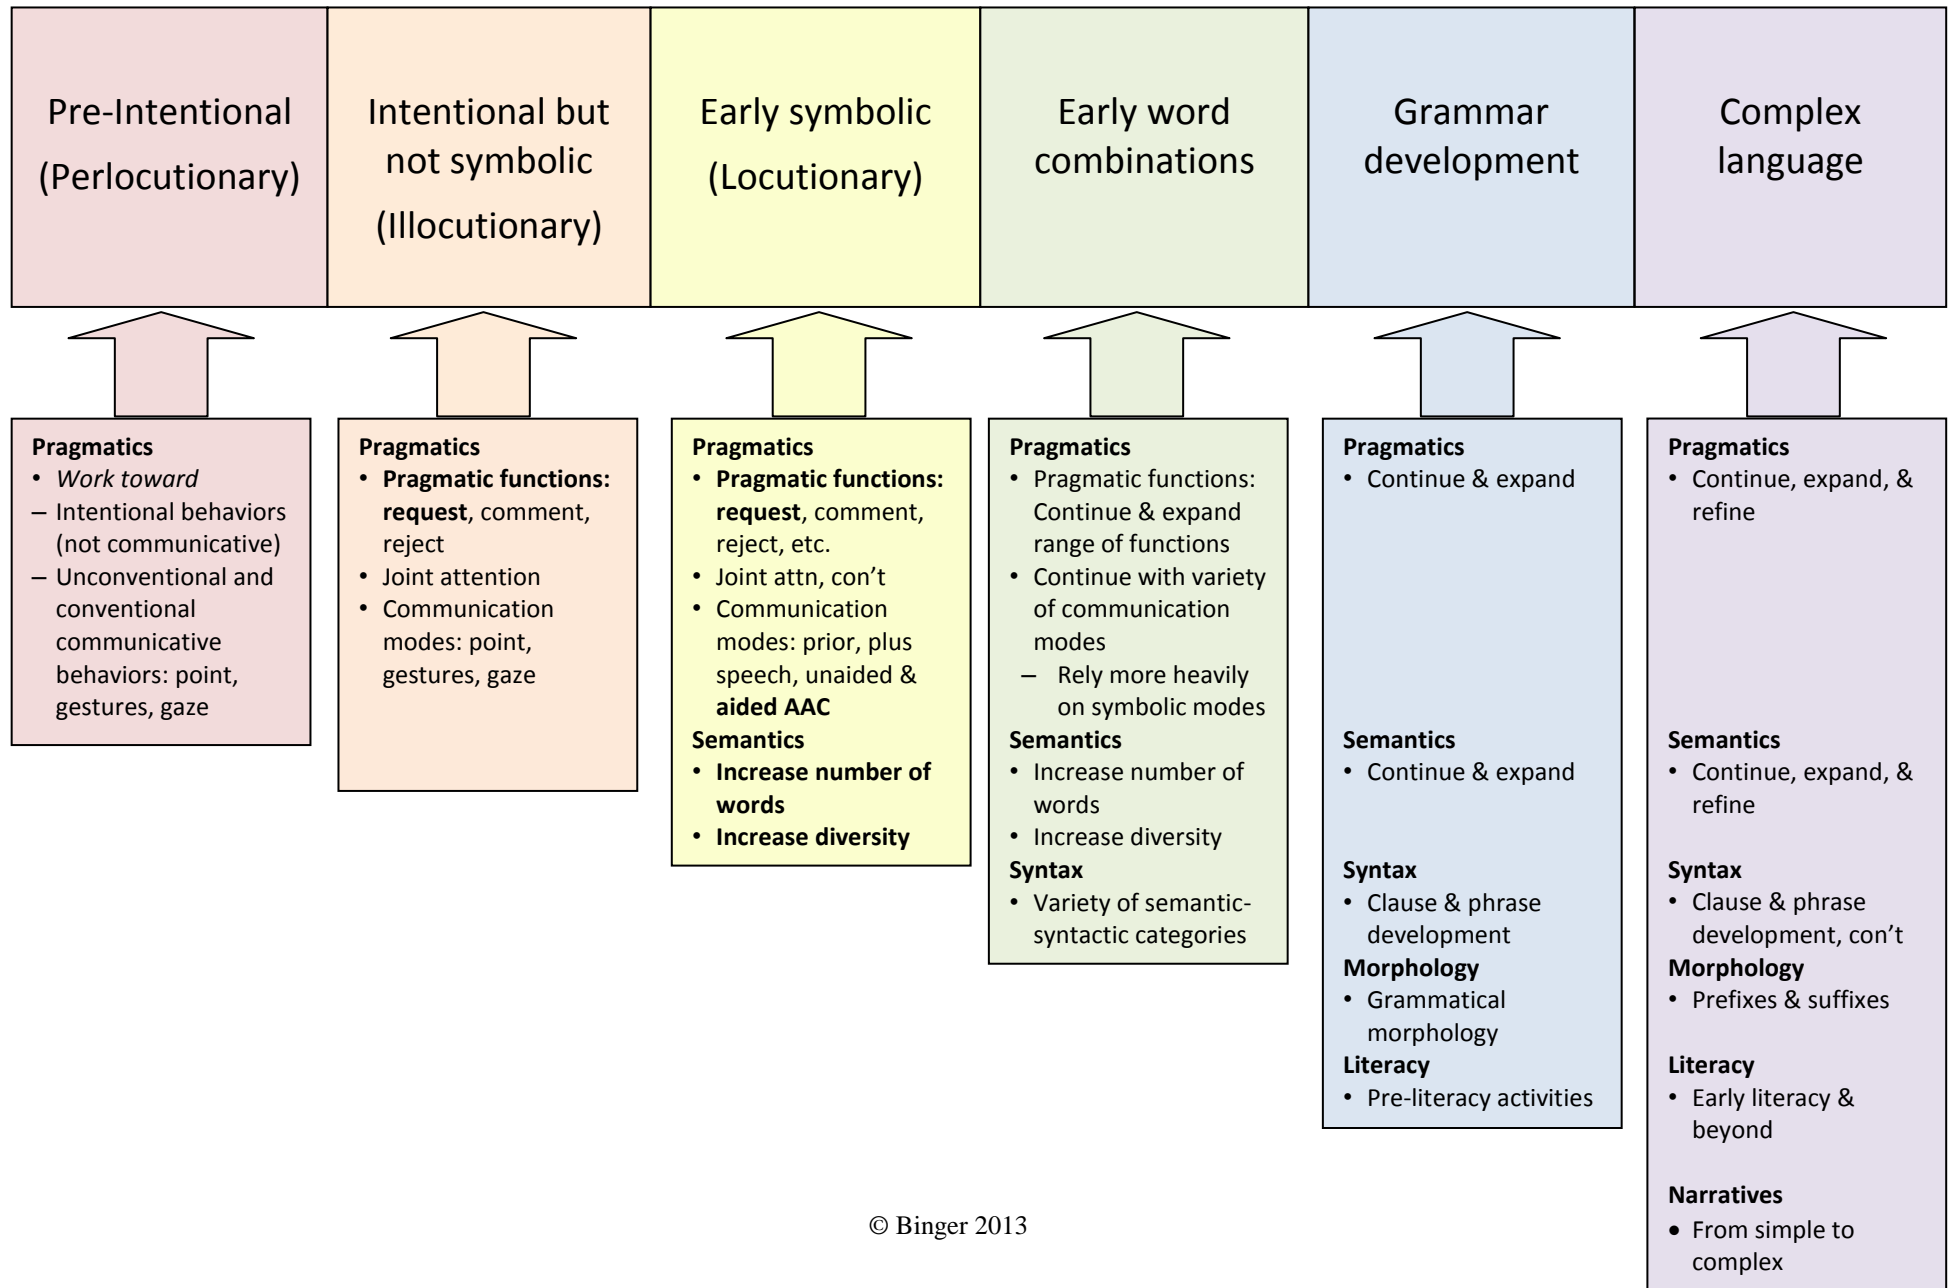 Pre-Intentional
(Perlocutionary)
Intentional but
not symbolic
(Illocutionary)
Early symbolic
(Locutionary)
Early word
combinations
Grammar
development
Complex
language
Pragmatics
• Work toward
– Intentional behaviors
(not communicative)
– Unconventional and
conventional
communicative
behaviors: point,
gestures, gaze
Pragmatics
• Pragmatic functions:
request, comment,
reject
• Joint attention
• Communication
modes: point,
gestures, gaze
Pragmatics
• Pragmatic functions:
request, comment,
reject, etc.
• Joint attn, con’t
• Communication
modes: prior, plus
speech, unaided &
aided AAC
Semantics
• Increase number of
words
• Increase diversity
Pragmatics
• Pragmatic functions:
Continue & expand
range of functions
• Continue with variety
of communication
modes
– Rely more heavily
on symbolic modes
Semantics
• Increase number of
words
• Increase diversity
Syntax
• Variety of semantic-
syntactic categories
Pragmatics
• Continue & expand
Semantics
• Continue & expand
Syntax
• Clause & phrase
development
Morphology
• Grammatical
morphology
Literacy
• Pre-literacy activities
Pragmatics
• Continue, expand, &
refine
Semantics
• Continue, expand, &
refine
Syntax
• Clause & phrase
development, con’t
Morphology
• Prefixes & suffixes
Literacy
• Early literacy &
beyond
Narratives
• From simple to
complex
© Binger 2013